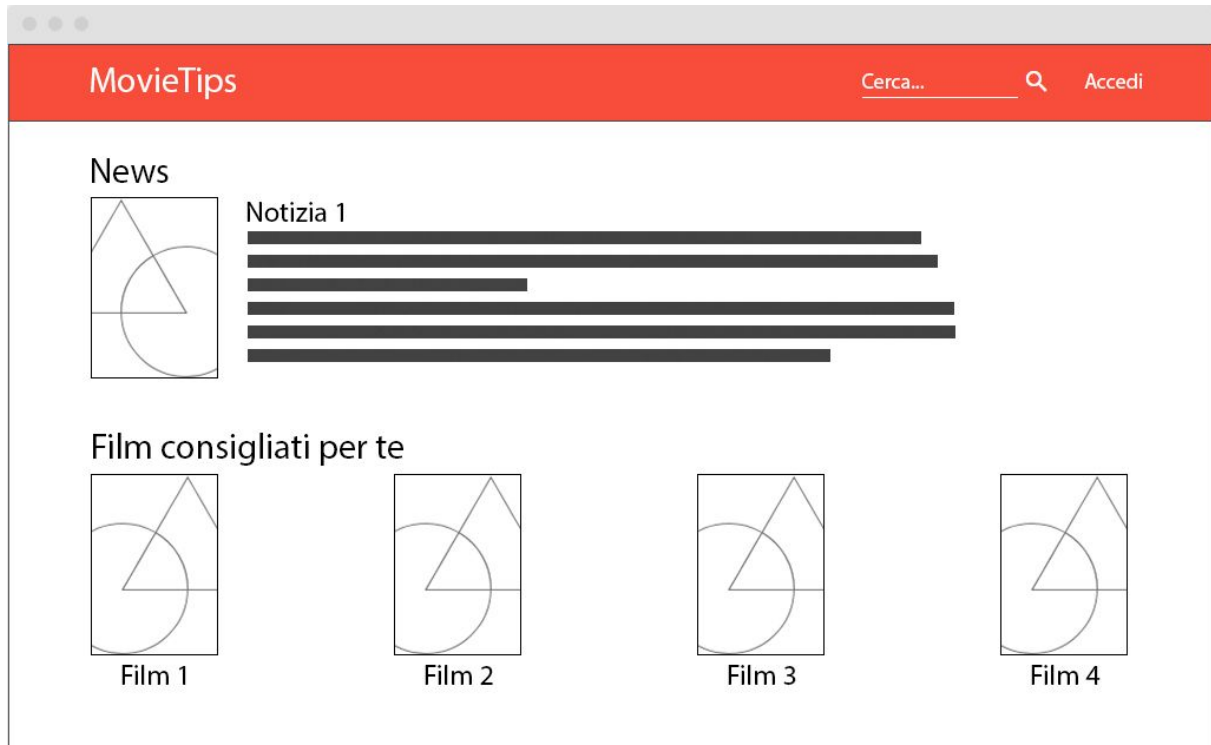 MovieTips
Cerca...
Accedi
News
Notizia 1
Film consigliati per te
Film 1
Film 2
Film 3
Film 4